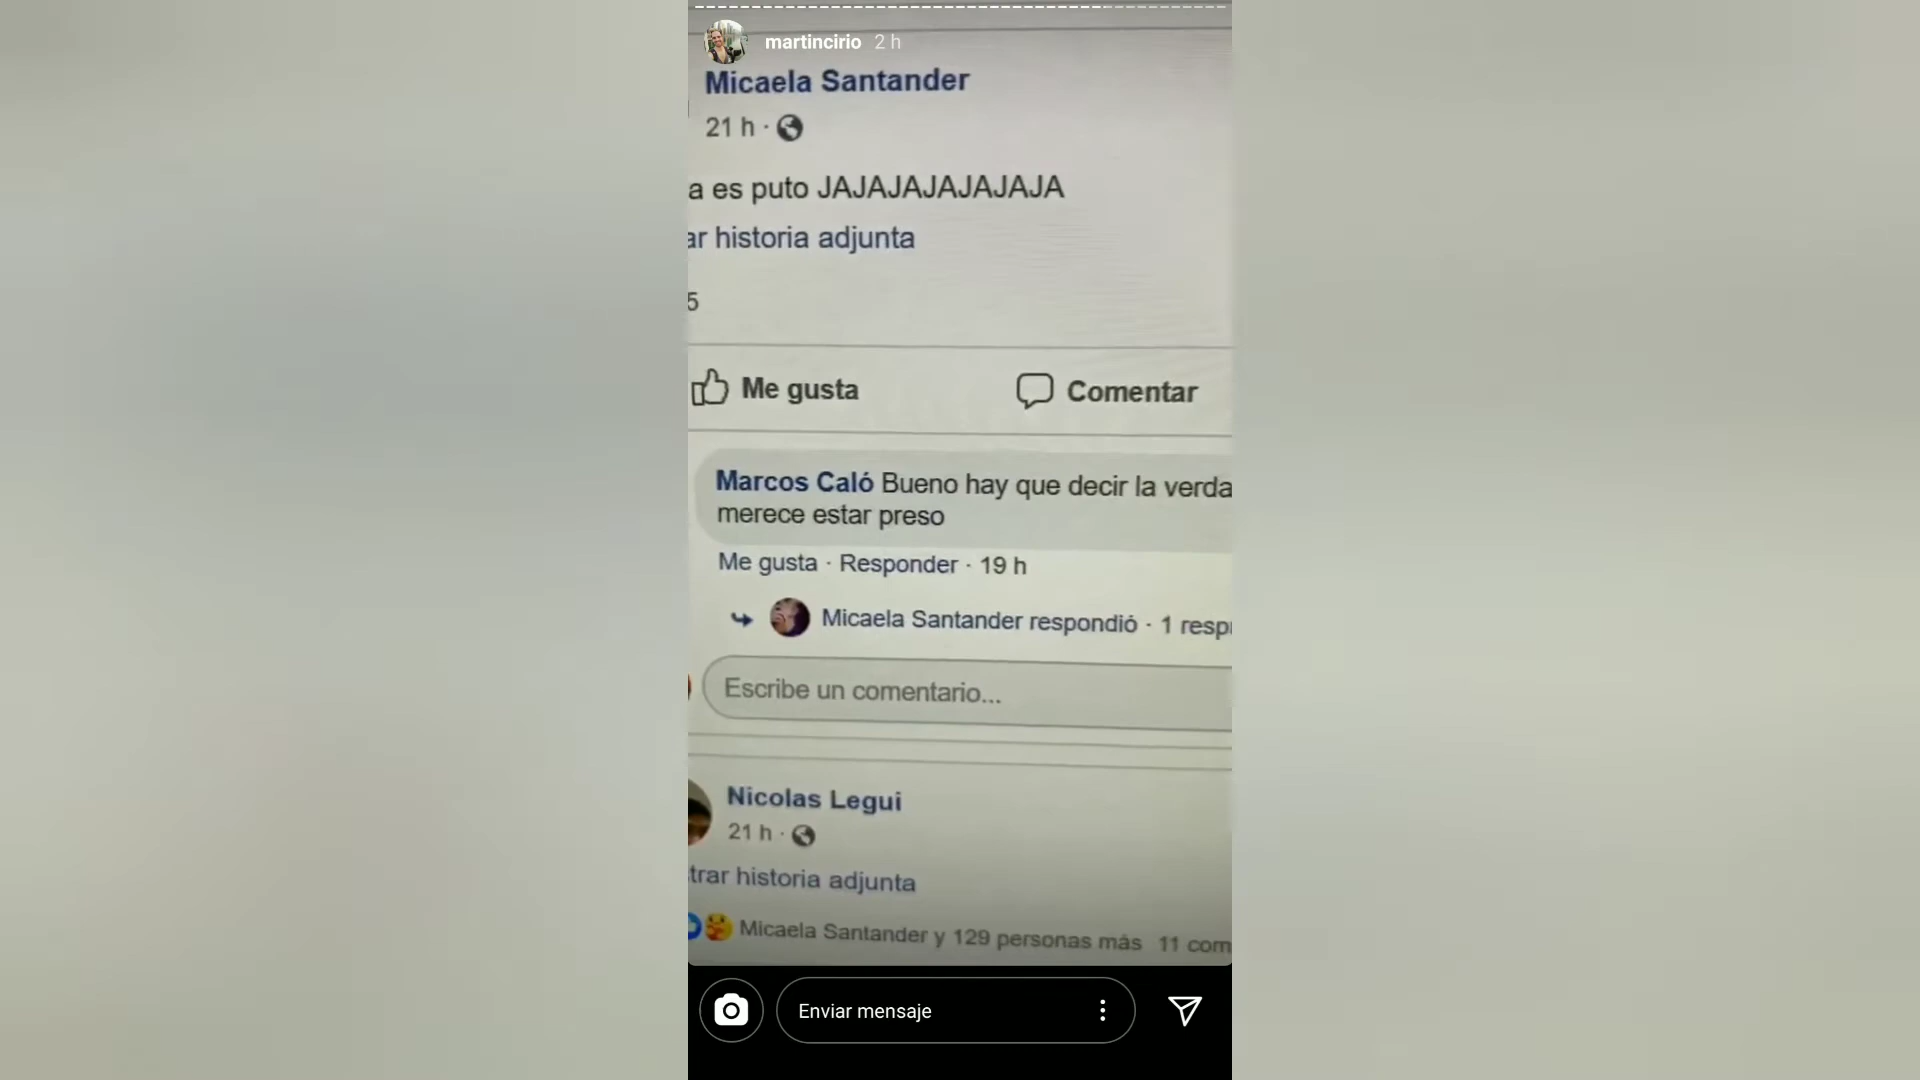 martincirio 2 h
Micaela Santander
21 h ·
a es puto JAJAJAJAJAJAJA
ar historia adjunta
5
Me gusta Comentar
Marcos Caló Bueno hay que decir la verda
merece estar preso
Me gusta · Responder · 19 h
Micaela Santander respondió · 1 resp
Escribe un comentario...
Nicolas Legui
21 h ·
trar historia adjunta
Micaela Santander y 129 personas más 11 com
Enviar mensaje